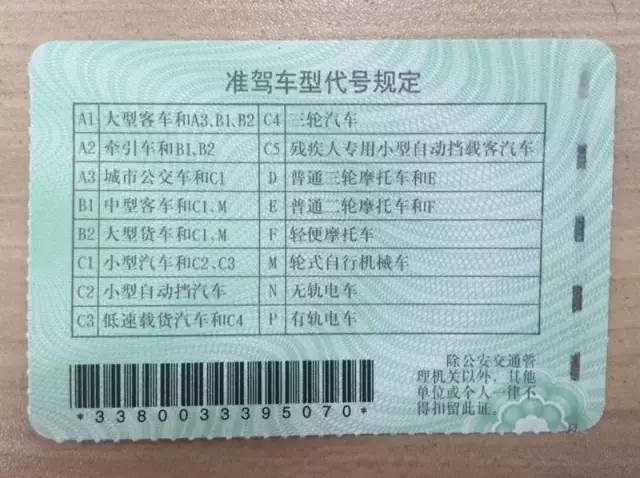 准驾车型代号规定
A1 大型客车和A3、B1、B2 C4 三轮汽车
A2 牵引车和B1、B2 C5 残疾人专用小型自动挡载客汽车
A3 城市公交车和C1 D 普通三轮摩托车和E
B1 中型客车和C1、M E 普通二轮摩托车和F
B2 大型货车和C1、M F 轻便摩托车
C1 小型汽车和C2、C3 M 轮式自行机械车
C2 小型自动挡汽车 N 无轨电车
C3 低速载货汽车和C4 P 有轨电车
*3380033395070*
除公安交通管
理机关以外，其他
单位或个人一律不
得扣留此证。